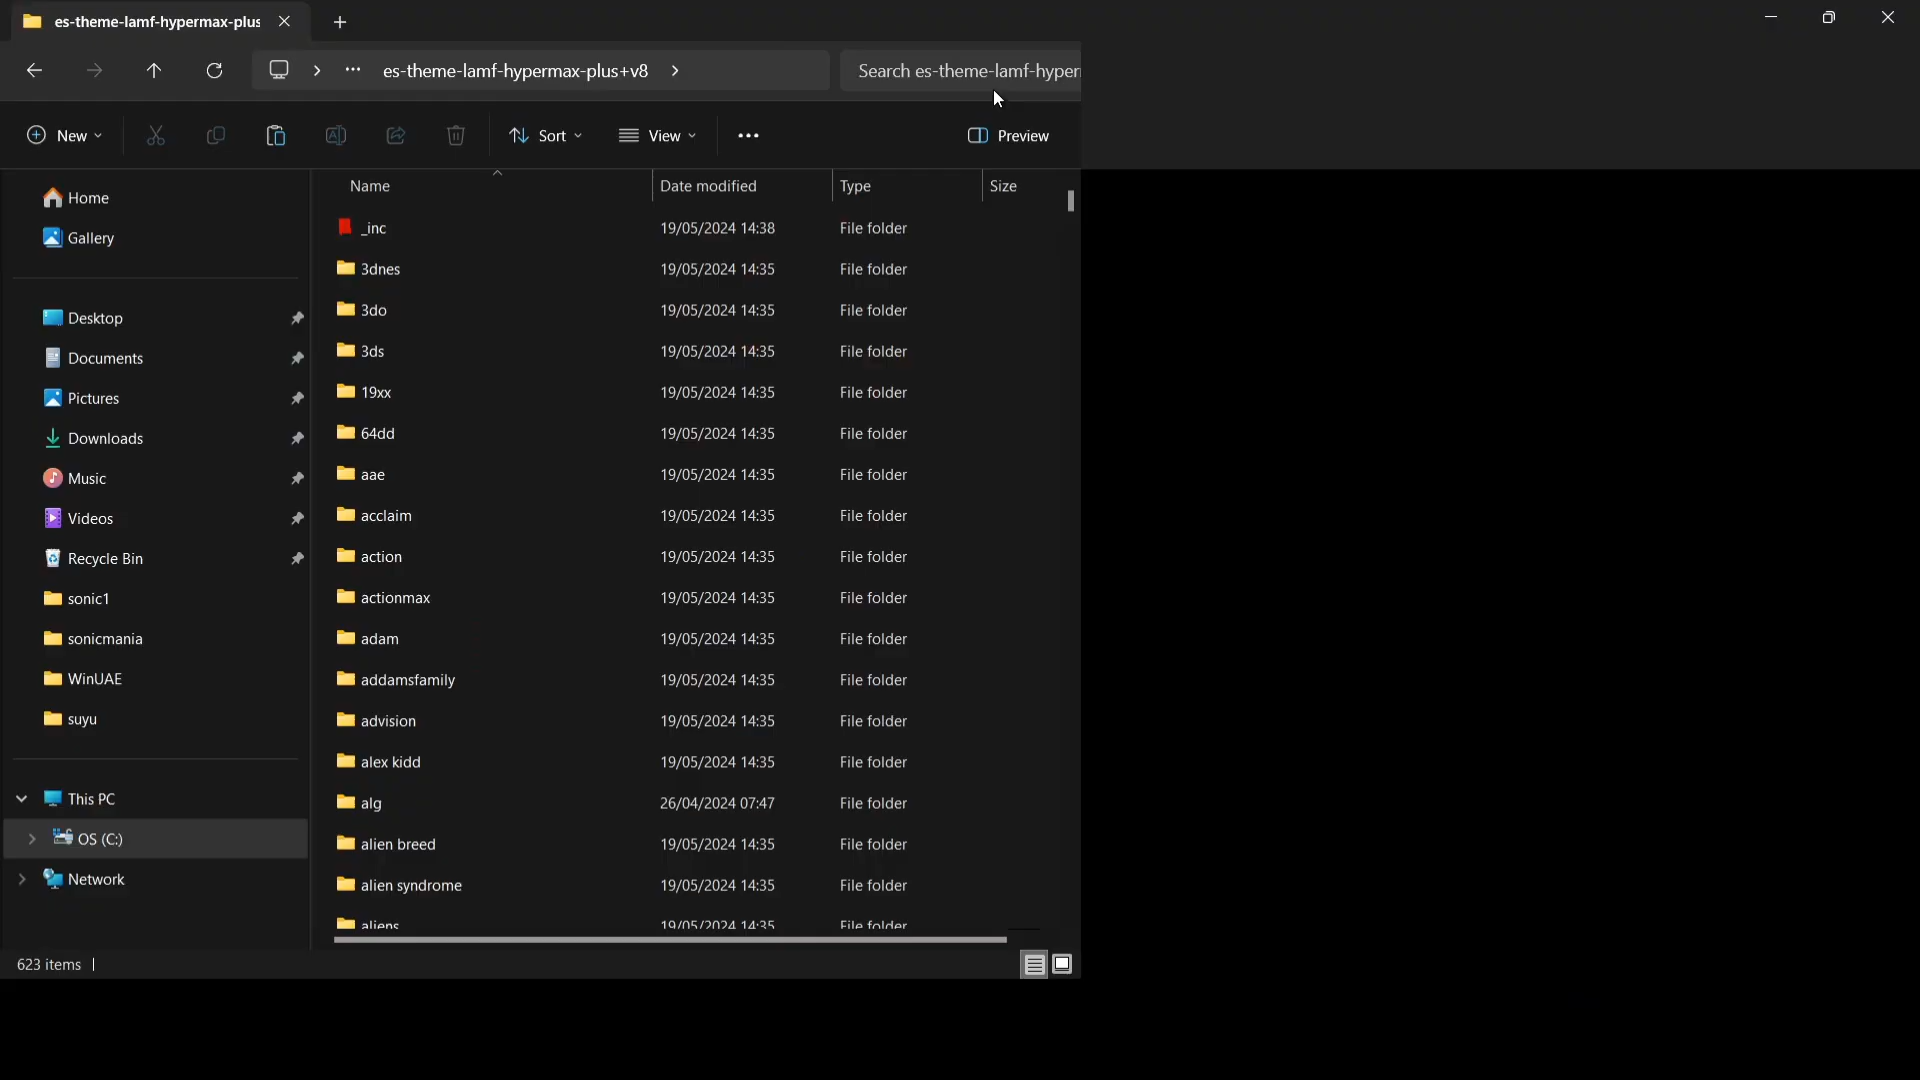 es-theme-lamf-hypermax-plus
es-theme-lamf-hypermax-plus+v8
Search es-theme-lamf-hyper
New
Sort
View
Preview
Home
Gallery
Desktop
Documents
Pictures
Downloads
Music
Videos
Recycle Bin
sonic1
sonicmania
WinUAE
suyu
This PC
OS (C:)
Network
Name Date modified Type Size
_inc 19/05/2024 14:38 File folder
3dnes 19/05/2024 14:35 File folder
3do 19/05/2024 14:35 File folder
3ds 19/05/2024 14:35 File folder
19xx 19/05/2024 14:35 File folder
64dd 19/05/2024 14:35 File folder
aae 19/05/2024 14:35 File folder
acclaim 19/05/2024 14:35 File folder
action 19/05/2024 14:35 File folder
actionmax 19/05/2024 14:35 File folder
adam 19/05/2024 14:35 File folder
addamsfamily 19/05/2024 14:35 File folder
advision 19/05/2024 14:35 File folder
alex kidd 19/05/2024 14:35 File folder
alg 26/04/2024 07:47 File folder
alien breed 19/05/2024 14:35 File folder
alien syndrome 19/05/2024 14:35 File folder
aliens 19/05/2024 14:35 File folder
623 items